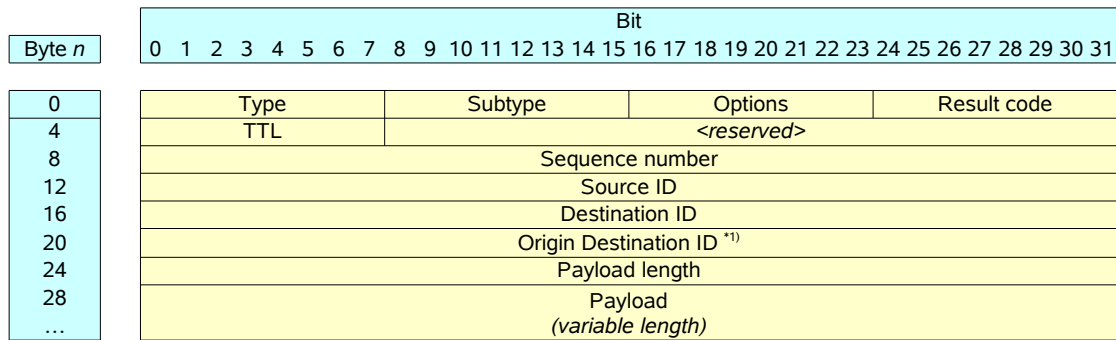 Bit
Byte n 0 1 2 3 4 5 6 7 8 9 10 11 12 13 14 15 16 17 18 19 20 21 22 23 24 25 26 27 28 29 30 31
0 Type Subtype Options Result code
4 TTL <reserved>
8 Sequence number
12 Source ID
16 Destination ID
20 Origin Destination ID *1)
24 Payload length
28 Payload
… (variable length)